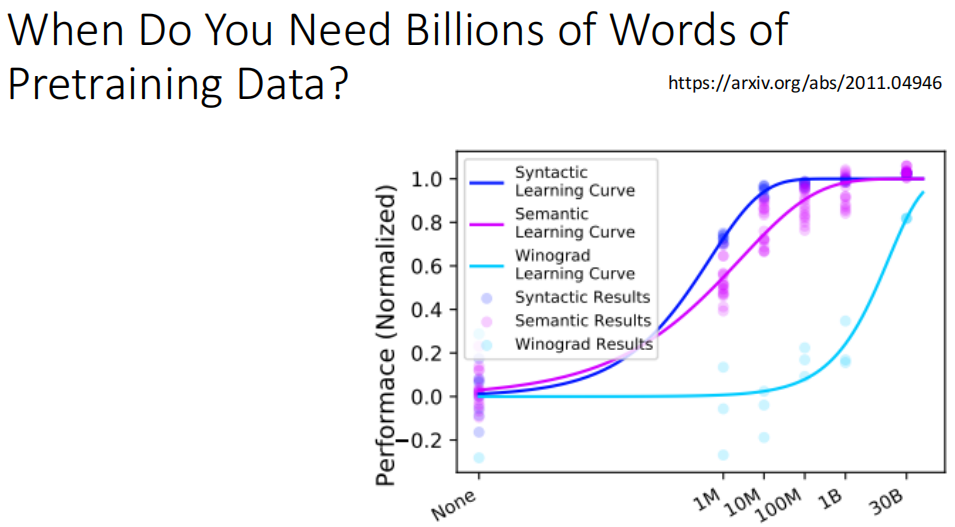 When Do You Need Billions of Words of
Pretraining Data?
https://arxiv.org/abs/2011.04946
Performace (Normalized)
1.0
0.8
0.6
0.4
0.2
0.0
−0.2
Syntactic
Learning Curve
Semantic
Learning Curve
Winograd
Learning Curve
Syntactic Results
Semantic Results
Winograd Results
None
1M
10M
100M
1B
30B